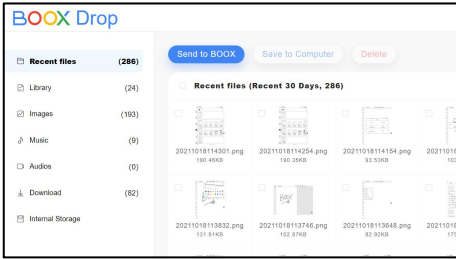 BOOX Drop
Recent files (286)
Library (24)
Images (193)
Music (9)
Audios (0)
Download (82)
Internal Storage
Send to BOOX Save to Computer Delete
Recent files (Recent 30 Days, 286)
20211018114301.png 20211018114254.png 20211018114154.png
190.46KB 190.35KB 93.53KB
20211018113832.png 20211018113746.png 20211018113648.png
131.91KB 102.87KB 82.92KB